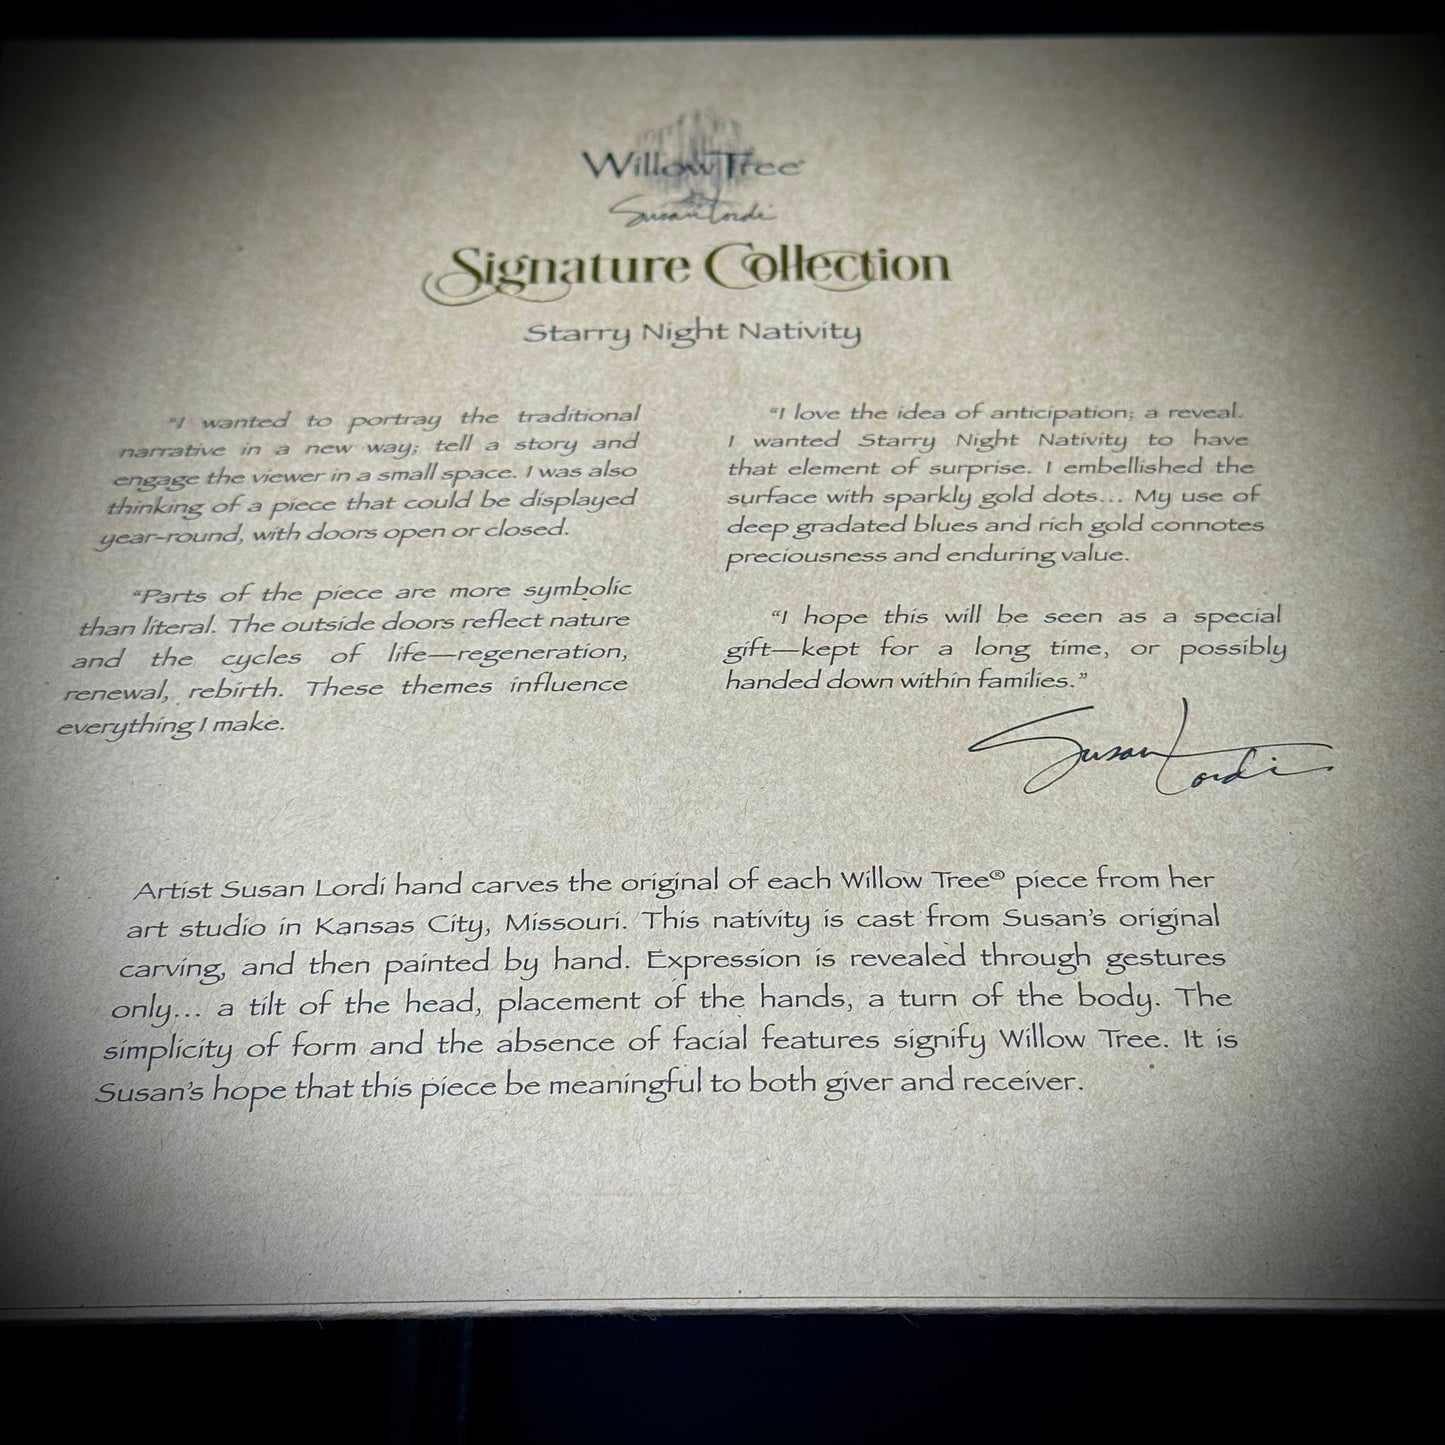 Willow Tree®
Susan Lordi
Signature Collection
Starry Night Nativity
"I wanted to portray the traditional
narrative in a new way; tell a story and
engage the viewer in a small space. I was also
thinking of a piece that could be displayed
year-round, with doors open or closed.
"Parts of the piece are more symbolic
than literal. The outside doors reflect nature
and the cycles of life—regeneration,
renewal, rebirth. These themes influence
everything I make.
"I love the idea of anticipation; a reveal.
I wanted Starry Night Nativity to have
that element of surprise. I embellished the
surface with sparkly gold dots... My use of
deep gradated blues and rich gold connotes
preciousness and enduring value.
"I hope this will be seen as a special
gift—kept for a long time, or possibly
handed down within families."
Susan Lordi
Artist Susan Lordi hand carves the original of each Willow Tree® piece from her
art studio in Kansas City, Missouri. This nativity is cast from Susan's original
carving, and then painted by hand. Expression is revealed through gestures
only... a tilt of the head, placement of the hands, a turn of the body. The
simplicity of form and the absence of facial features signify Willow Tree. It is
Susan's hope that this piece be meaningful to both giver and receiver.